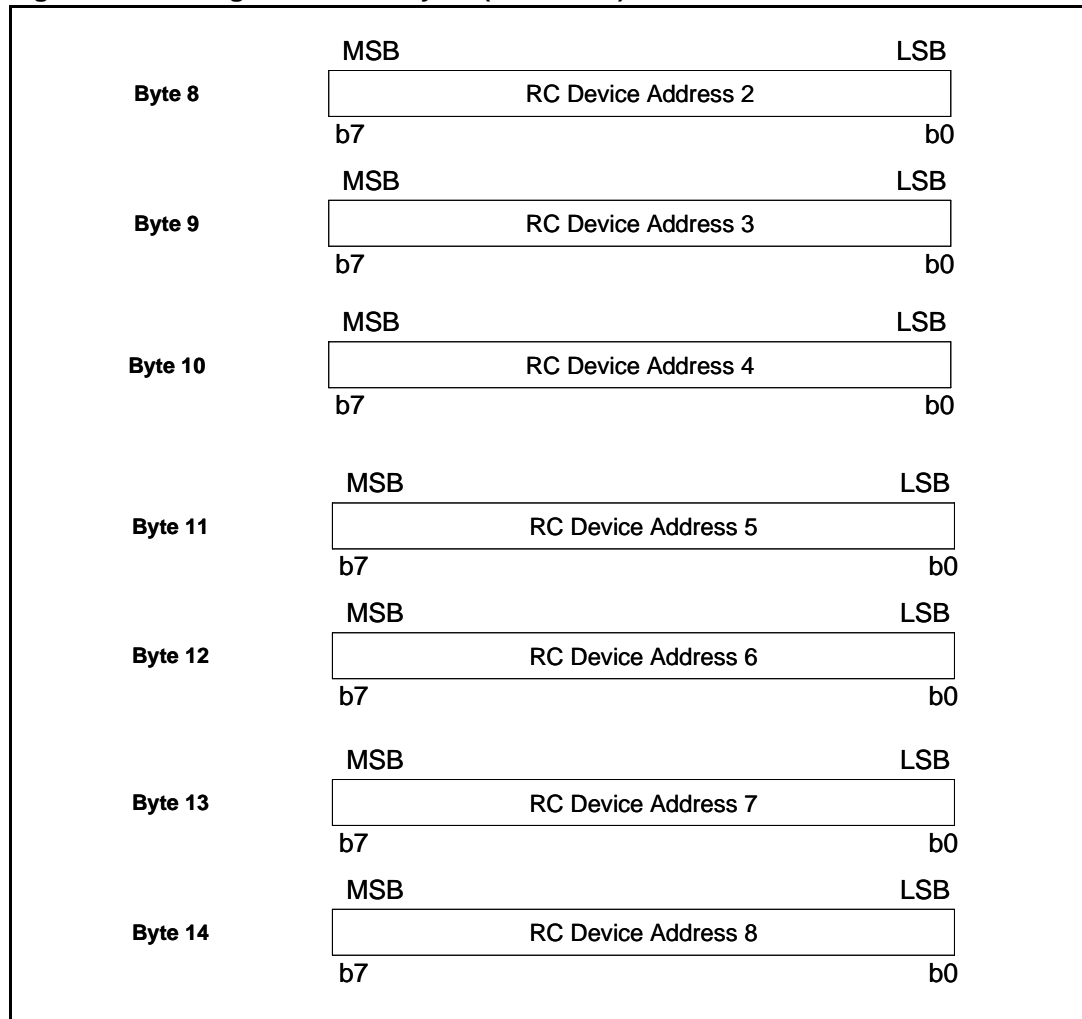 MSB LSB
Byte 8 RC Device Address 2
b7 b0
MSB LSB
Byte 9 RC Device Address 3
b7 b0
MSB LSB
Byte 10 RC Device Address 4
b7 b0
MSB LSB
Byte 11 RC Device Address 5
b7 b0
MSB LSB
Byte 12 RC Device Address 6
b7 b0
MSB LSB
Byte 13 RC Device Address 7
b7 b0
MSB LSB
Byte 14 RC Device Address 8
b7 b0